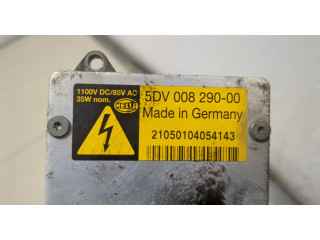 1100V DC/85V AC
35W nom.
HELLA
5DV 008 290-00
Made in Germany
21050104054143